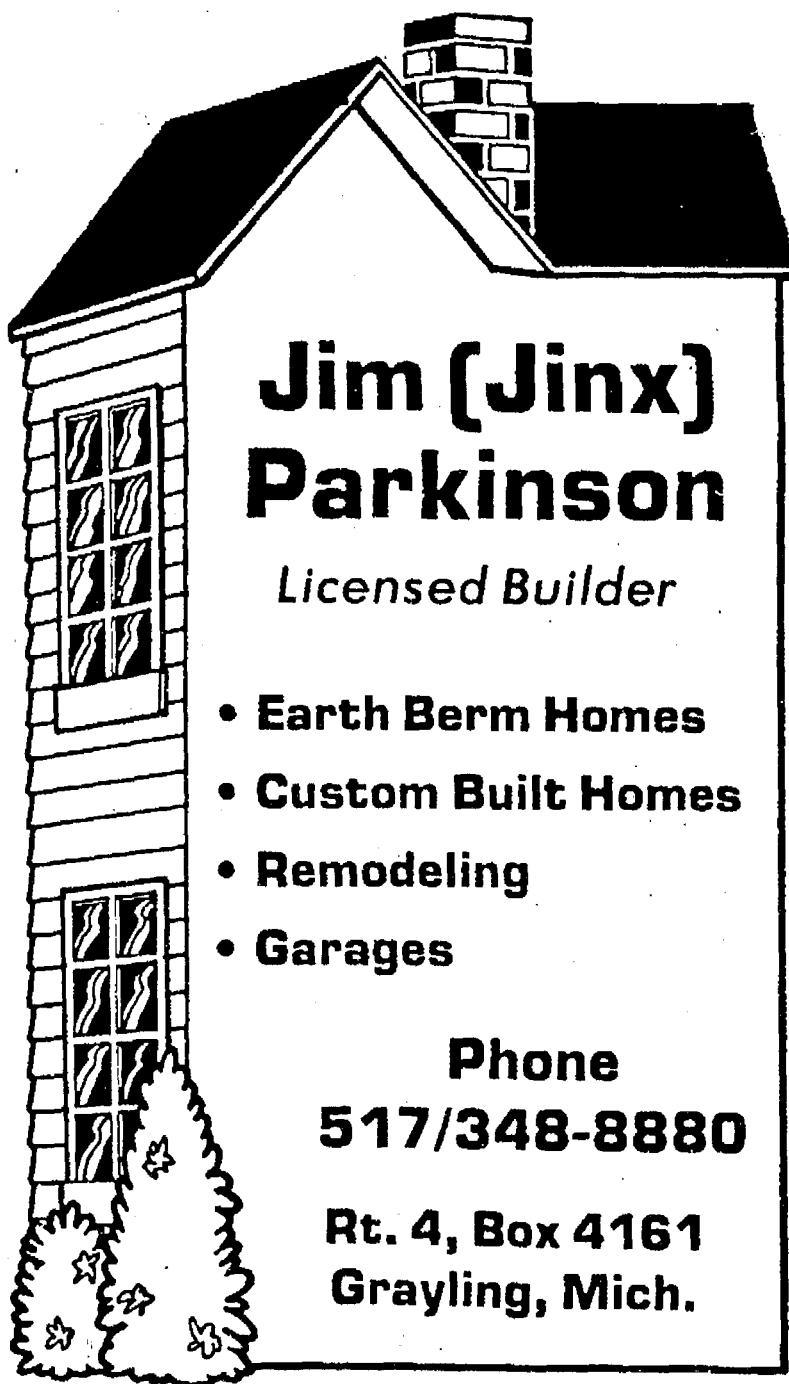 Jim (Jinx)
Parkinson
Licensed Builder
• Earth Berm Homes
• Custom Built Homes
• Remodeling
• Garages
Phone
517/348-8880
Rt. 4, Box 4161
Grayling, Mich.